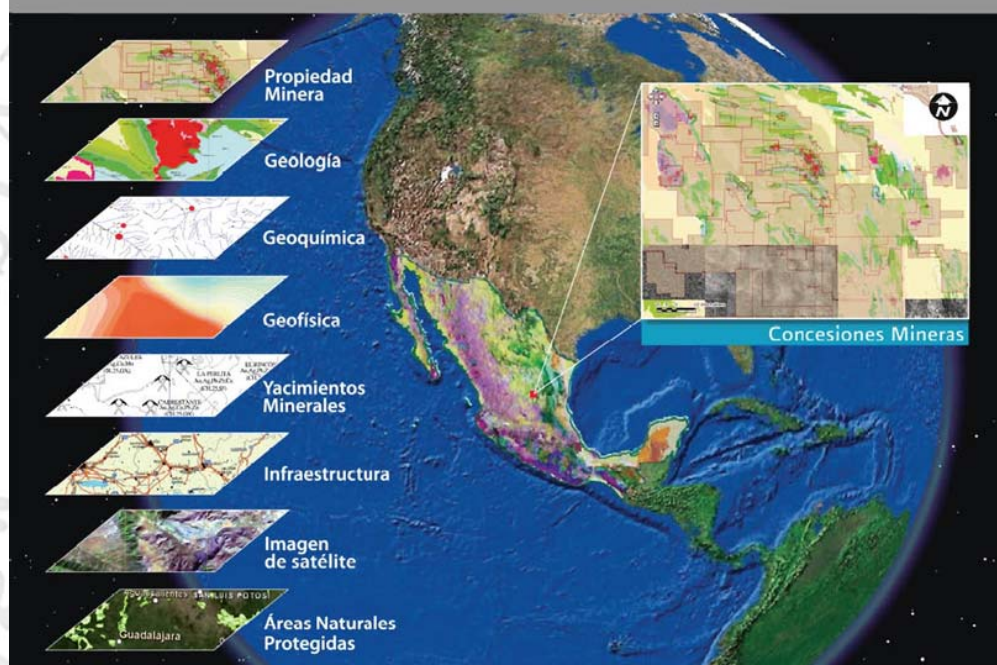 Propiedad
Minera
Geología
Geoquímica
Geofísica
LA PERLITA
Yacimientos
Minerales
Infraestructura
Imagen
de satélite
SAN LUIS POTOSÍ
Guadalajara
Áreas Naturales
Protegidas
N
Concesiones Mineras